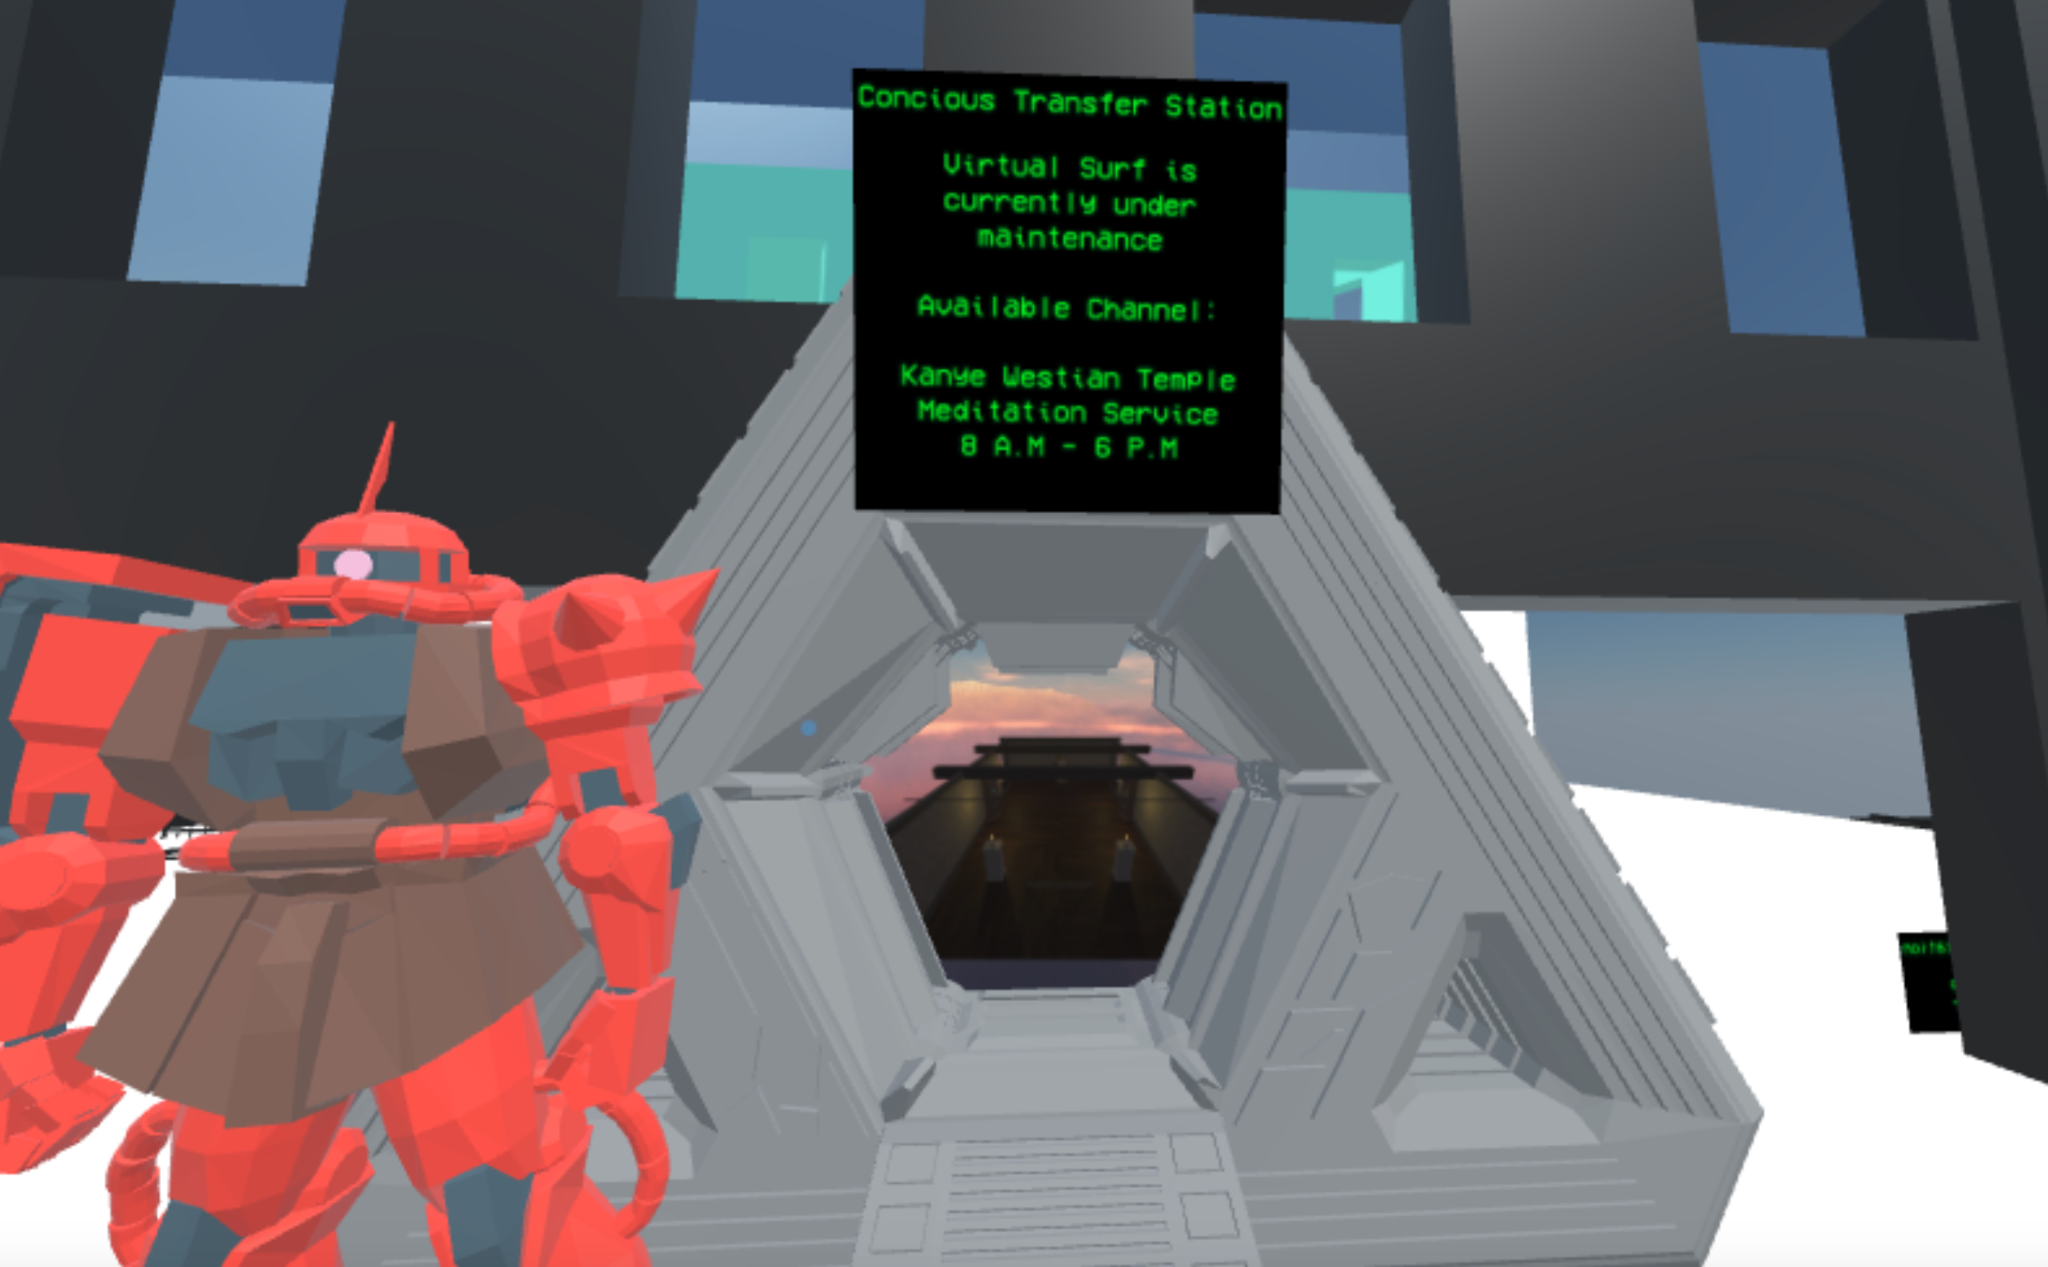 Concious Transfer Station
Virtual Surf is
currently under
maintenance
Available Channel:
Kanye Westian Temple
Meditation Service
8 A.M - 6 P.M